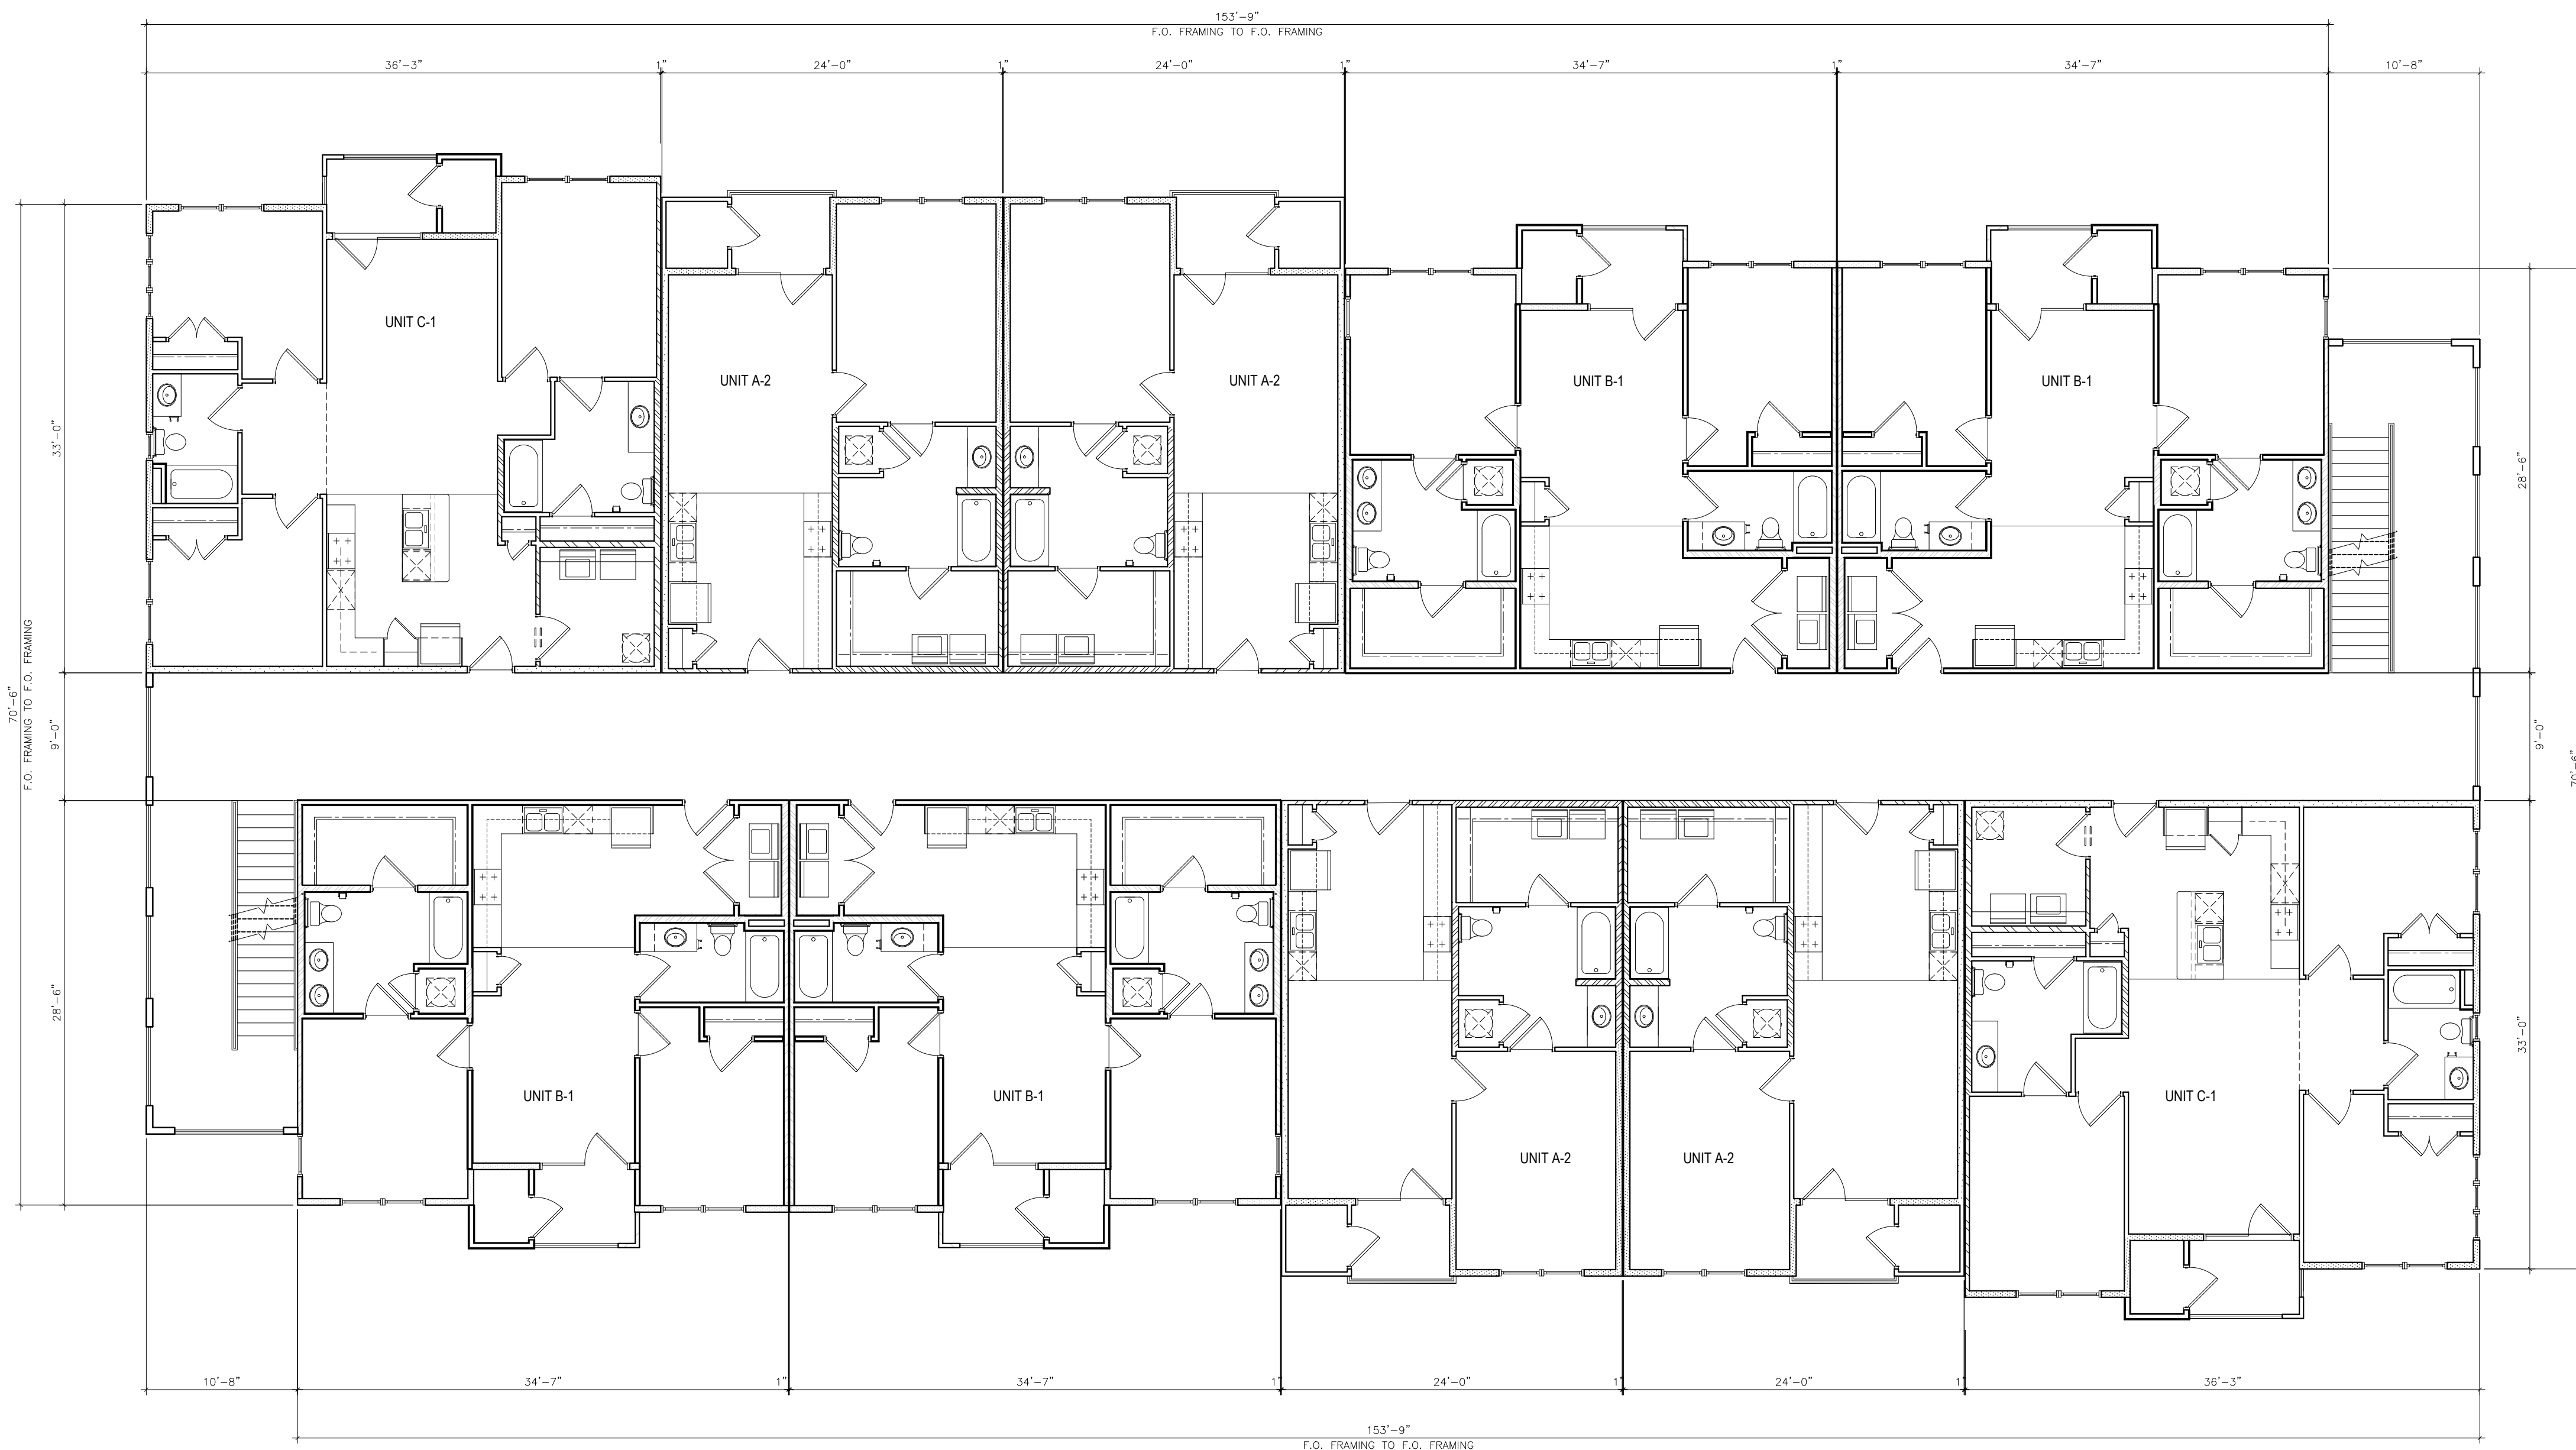 153'-9"
F.O. FRAMING TO F.O. FRAMING
36'-3"
1"
24'-0"
1"
24'-0"
1"
34'-7"
1"
34'-7"
10'-8"
UNIT C-1
UNIT A-2
UNIT A-2
UNIT B-1
UNIT B-1
33'-0"
28'-6"
70'-6"
F.O. FRAMING TO F.O. FRAMING
9'-0"
9'-0"
70'-6"
28'-6"
33'-0"
UNIT B-1
UNIT B-1
UNIT A-2
UNIT A-2
UNIT C-1
10'-8"
34'-7"
1"
34'-7"
1"
24'-0"
1"
24'-0"
1"
36'-3"
153'-9"
F.O. FRAMING TO F.O. FRAMING